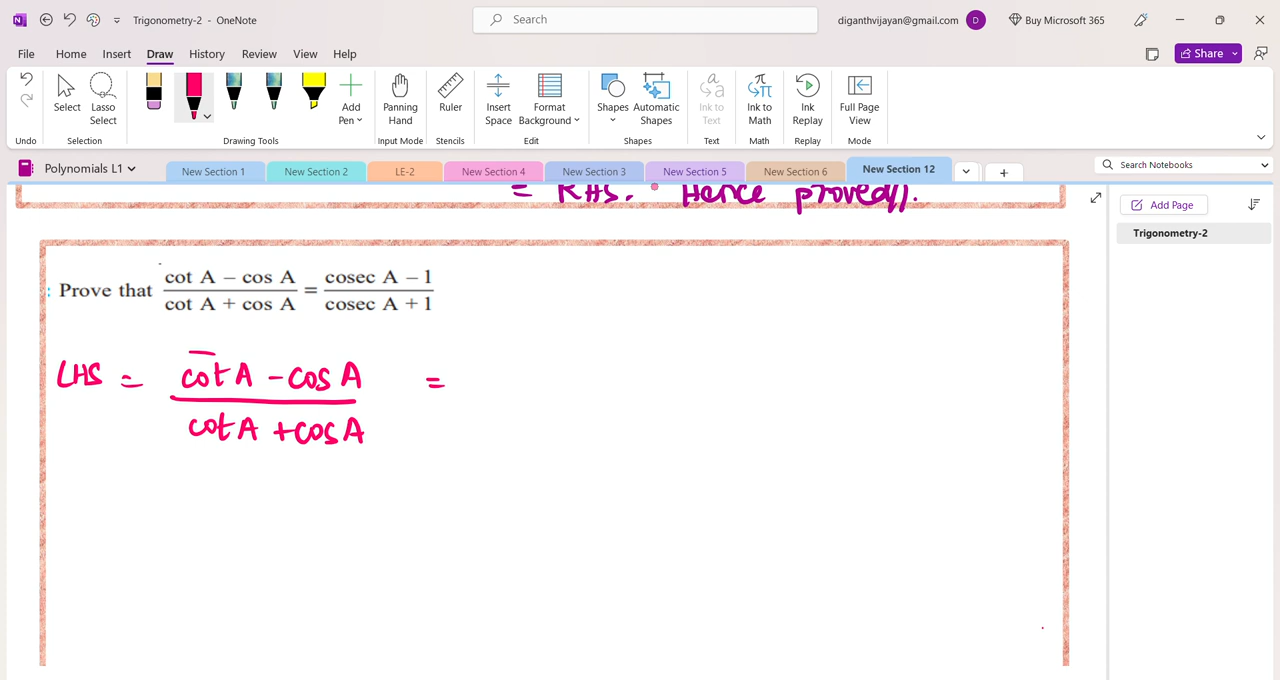 Trigonometry-2 - OneNote
Search
diganthvijayan@gmail.com D Buy Microsoft 365
File Home Insert Draw History Review View Help Share
Undo Select Lasso Select Add Pen Panning Hand Ruler Insert Space Format Background Shapes Automatic Shapes Ink to Text Ink to Math Ink Replay Full Page View
Undo Selection Drawing Tools Input Mode Stencils Edit Shapes Text Math Replay Mode
Polynomials L1 New Section 1 New Section 2 LE-2 New Section 4 New Section 3 New Section 5 New Section 6 New Section 12 + Search Notebooks
Add Page
Trigonometry-2
= RHS. Hence proved//.
: Prove that (cot A − cos A)/(cot A + cos A) = (cosec A − 1)/(cosec A + 1)
LHS = (cot A - cos A)/(cot A + cos A) =